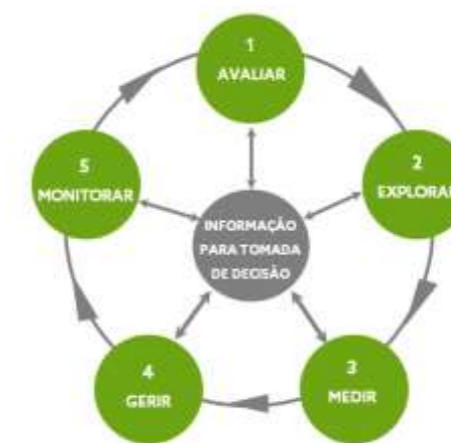 1
AVALIAR
2
EXPLORAR
3
MEDIR
4
GERIR
5
MONITORAR
INFORMAÇÃO
PARA TOMADA
DE DECISÃO